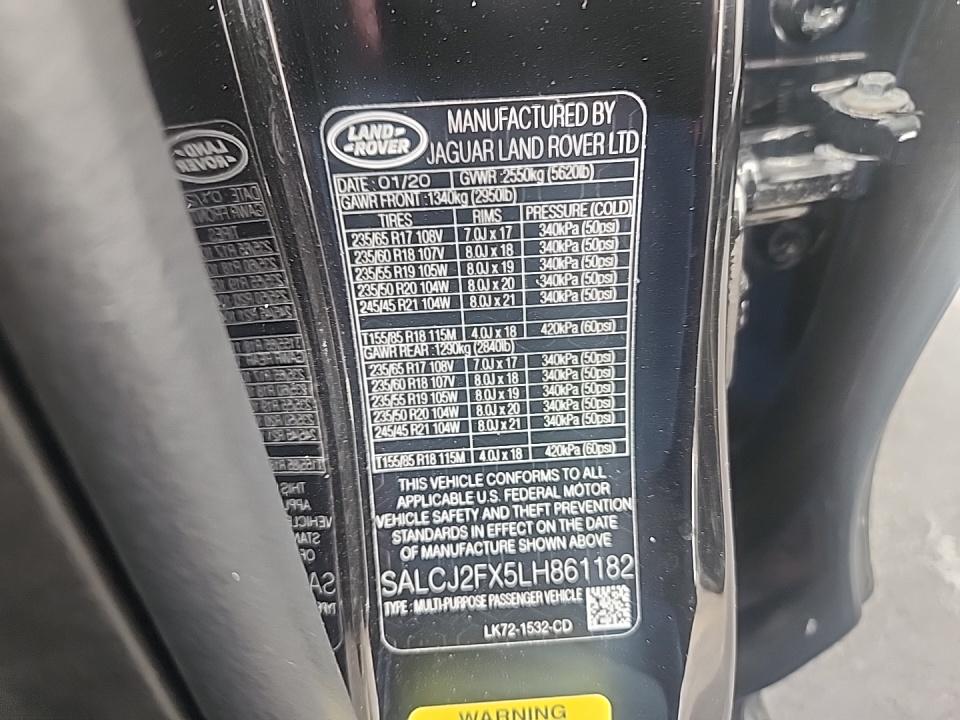 LAND-
-ROVER
MANUFACTURED BY
JAGUAR LAND ROVER LTD
DATE : 01/20 GVWR :2550kg (5620lb)
GAWR FRONT :1340kg (2950lb)
TIRES RIMS PRESSURE (COLD)
235/65 R17 108V 7.0J x 17 340kPa (50psi)
235/60 R18 107V 8.0J x 18 340kPa (50psi)
235/55 R19 105W 8.0J x 19 340kPa (50psi)
235/50 R20 104W 8.0J x 20 340kPa (50psi)
245/45 R21 104W 8.0J x 21 340kPa (50psi)
T155/85 R18 115M 4.0J x 18 420kPa (60psi)
GAWR REAR :1290kg (2840lb)
235/65 R17 108V 7.0J x 17 340kPa (50psi)
235/60 R18 107V 8.0J x 18 340kPa (50psi)
235/55 R19 105W 8.0J x 19 340kPa (50psi)
235/50 R20 104W 8.0J x 20 340kPa (50psi)
245/45 R21 104W 8.0J x 21 340kPa (50psi)
T155/85 R18 115M 4.0J x 18 420kPa (60psi)
THIS VEHICLE CONFORMS TO ALL
APPLICABLE U.S. FEDERAL MOTOR
VEHICLE SAFETY AND THEFT PREVENTION
STANDARDS IN EFFECT ON THE DATE
OF MANUFACTURE SHOWN ABOVE
SALCJ2FX5LH861182
TYPE : MULTI-PURPOSE PASSENGER VEHICLE
LK72-1532-CD
WARNING